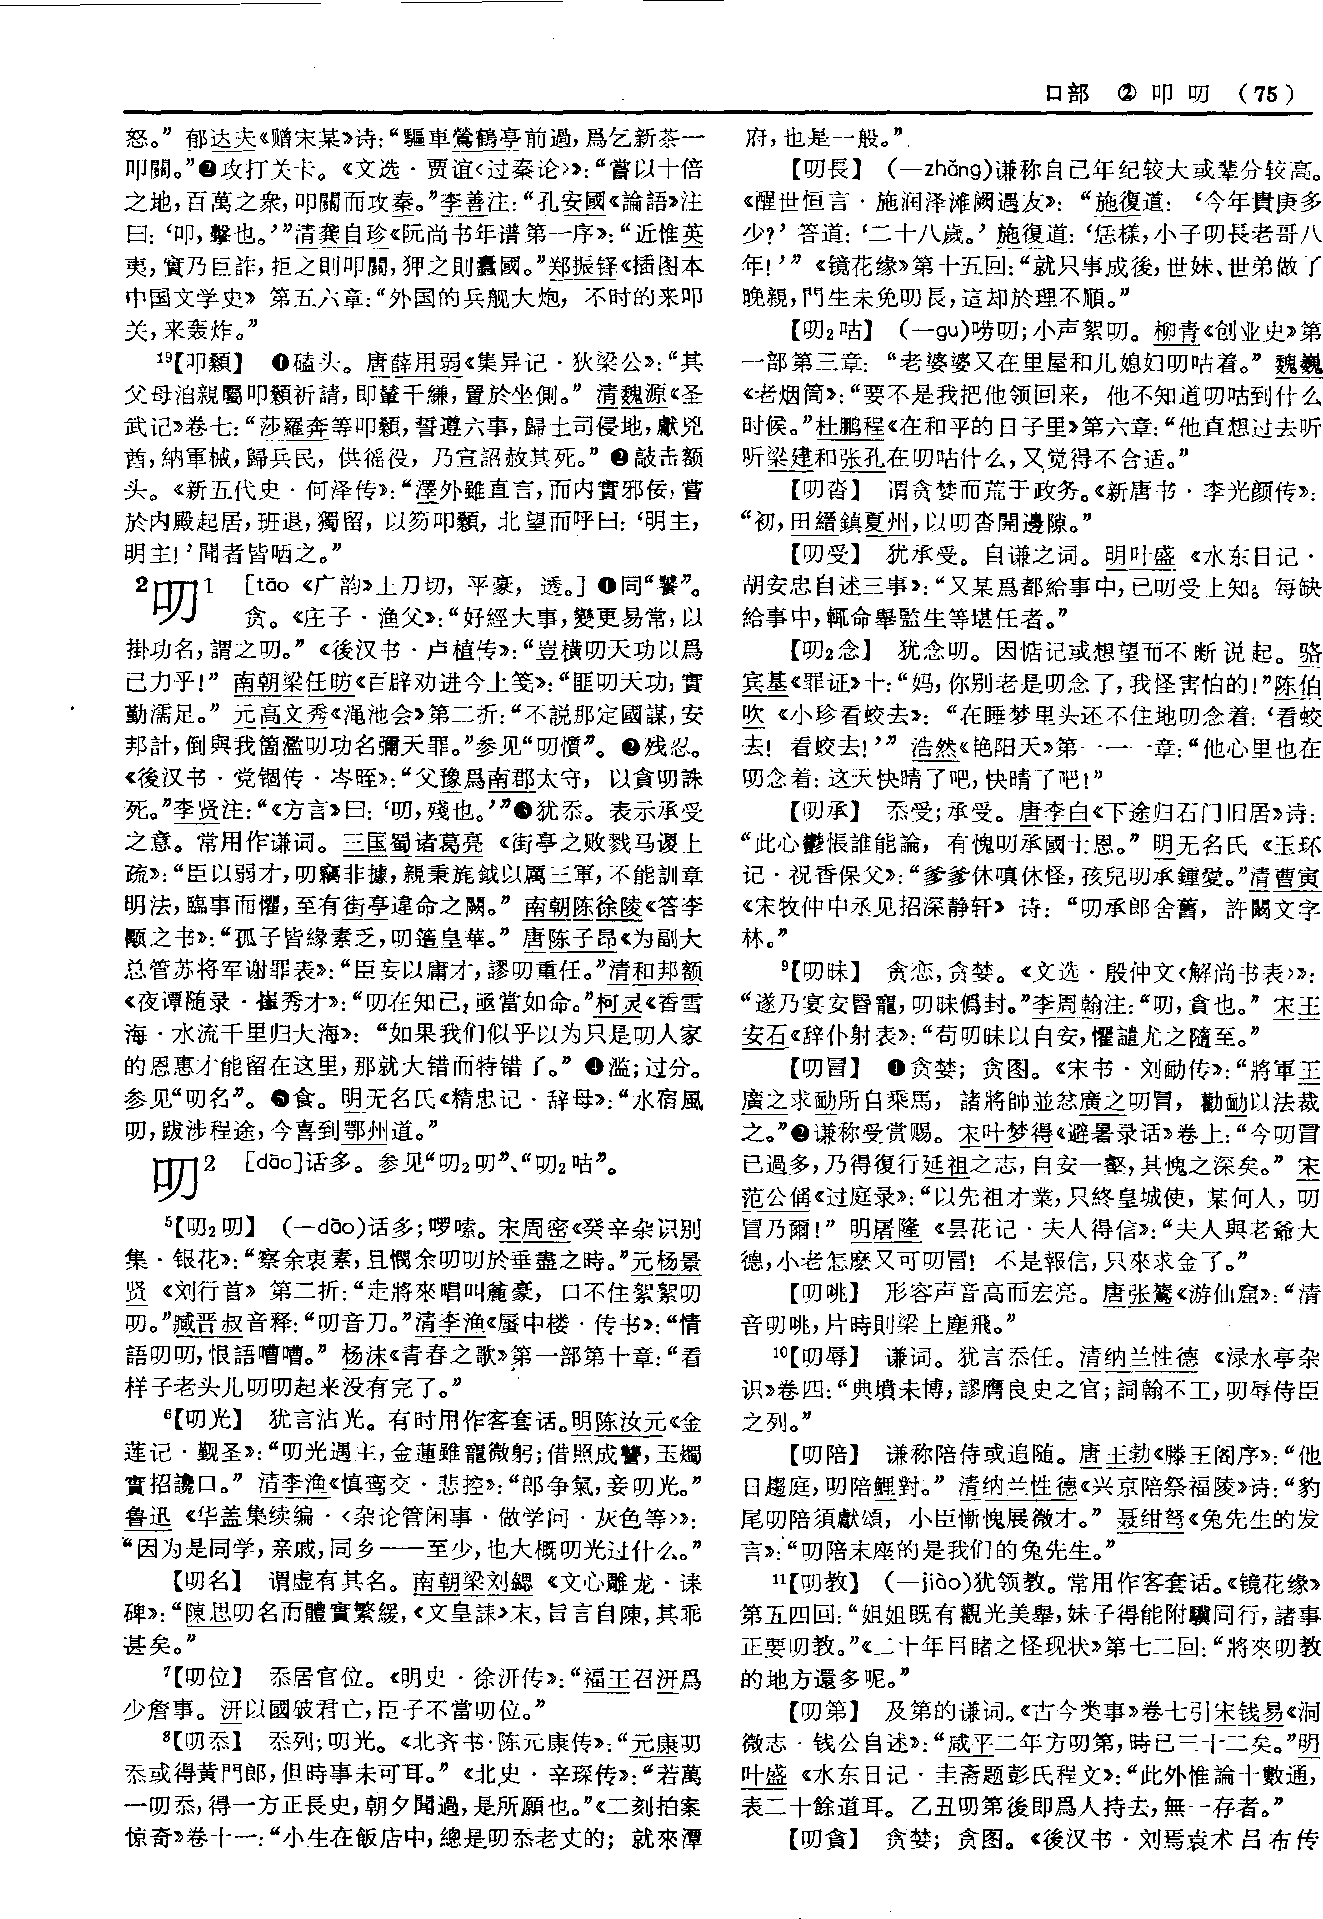 口部 ② 叩 叨 (75)
怒。”郁达夫《赠宋某》诗:“驅車鶯鶴亭前過,爲乞新茶一
叩關。”❷攻打关卡。《文选·贾谊<过秦论>》:“嘗以十倍
之地,百萬之衆,叩關而攻秦。”李善注:“孔安國《論語》注
曰:‘叩,擊也。’”清龚自珍《阮尚书年谱第一序》:“近惟英
夷,實乃巨詐,拒之則叩關,狎之則蠹國。”郑振铎《插图本
中国文学史》第五六章:“外国的兵舰大炮,不时的来叩
关,来轰炸。”
19【叩顙】 ❶磕头。唐薛用弱《集异记·狄梁公》:“其
父母洎親屬叩顙祈請,即輦千縑,置於坐側。”清魏源《圣
武记》卷七:“莎羅奔等叩顙,誓遵六事,歸土司侵地,獻兇
酋,納軍械,歸兵民,供徭役,乃宣詔赦其死。”❷敲击额
头。《新五代史·何泽传》:“澤外雖直言,而内實邪佞,嘗
於内殿起居,班退,獨留,以笏叩顙,北望而呼曰:‘明主,
明主!’聞者皆哂之。”
2叨1 [tāo《广韵》土刀切,平豪,透。]❶同“饕”。
贪。《庄子·渔父》:“好經大事,變更易常,以
掛功名,謂之叨。”《後汉书·卢植传》:“豈横叨天功以爲
己力乎!”南朝梁任昉《百辟劝进今上笺》:“匪叨天功,實
勤濡足。”元高文秀《渑池会》第二折:“不説那定國謀,安
邦計,倒與我箇濫叨功名彌天罪。”参见“叨懫”。❷残忍。
《後汉书·党锢传·岑晊》:“父豫爲南郡太守,以貪叨誅
死。”李贤注:“《方言》曰:‘叨,殘也。’”❸犹忝。表示承受
之意。常用作谦词。三国蜀诸葛亮《街亭之败戮马谡上
疏》:“臣以弱才,叨竊非據,親秉旄鉞以厲三軍,不能訓章
明法,臨事而懼,至有街亭違命之闕。”南朝陈徐陵《答李
颙之书》:“孤子皆緣素乏,叨簉皇華。”唐陈子昂《为副大
总管苏将军谢罪表》:“臣妄以庸才,謬叨重任。”清和邦额
《夜谭随录·崔秀才》:“叨在知己,亟當如命。”柯灵《香雪
海·水流千里归大海》:“如果我们似乎以为只是叨人家
的恩惠才能留在这里,那就大错而特错了。”❹滥;过分。
参见“叨名”。❺食。明无名氏《精忠记·辞母》:“水宿風
叨,跋涉程途,今喜到鄂州道。”
叨2 [dāo]话多。参见“叨2叨”、“叨2咕”。
5【叨2叨】 (—dāo)话多;啰嗦。宋周密《癸辛杂识别
集·银花》:“察余衷素,且憫余叨叨於垂盡之時。”元杨景
贤《刘行首》第二折:“走將來唱叫麄豪,口不住絮絮叨
叨。”臧晋叔音释:“叨音刀。”清李渔《蜃中楼·传书》:“情
語叨叨,恨語嘈嘈。”杨沫《青春之歌》第一部第十章:“看
样子老头儿叨叨起来没有完了。”
6【叨光】 犹言沾光。有时用作客套话。明陈汝元《金
莲记·觐圣》:“叨光遇主,金蓮雖寵微躬;借照成讐,玉燭
實招讒口。”清李渔《慎鸾交·悲控》:“郎争氣,妾叨光。”
鲁迅《华盖集续编·<杂论管闲事·做学问·灰色等>》:
“因为是同学,亲戚,同乡——至少,也大概叨光过什么。”
【叨名】 谓虚有其名。南朝梁刘勰《文心雕龙·诔
碑》:“陳思叨名而體實繁緩,《文皇誄》末,旨言自陳,其乖
甚矣。”
7【叨位】 忝居官位。《明史·徐汧传》:“福王召汧爲
少詹事。汧以國破君亡,臣子不當叨位。”
8【叨忝】 忝列;叨光。《北齐书·陈元康传》:“元康叨
忝或得黄門郎,但時事未可耳。”《北史·辛琛传》:“若萬
一叨忝,得一方正長史,朝夕聞過,是所願也。”《二刻拍案
惊奇》卷十一:“小生在飯店中,總是叨忝老丈的;就來潭
府,也是一般。”
【叨長】 (—zhǎng)谦称自己年纪较大或辈分较高。
《醒世恒言·施润泽滩阙遇友》:“施復道:‘今年貴庚多
少?’答道:‘二十八歲。’施復道:‘恁樣,小子叨長老哥八
年!’”《镜花缘》第十五回:“就只事成後,世妹、世弟做了
晚親,門生未免叨長,這却於理不順。”
【叨2咕】 (—gu)唠叨;小声絮叨。柳青《创业史》第
一部第三章:“老婆婆又在里屋和儿媳妇叨咕着。”魏巍
《老烟筒》:“要不是我把他领回来,他不知道叨咕到什么
时候。”杜鹏程《在和平的日子里》第六章:“他真想过去听
听梁建和张孔在叨咕什么,又觉得不合适。”
【叨沓】 谓贪婪而荒于政务。《新唐书·李光颜传》:
“初,田縉鎮夏州,以叨沓開邊隙。”
【叨受】 犹承受。自谦之词。明叶盛《水东日记·
胡安忠自述三事》:“又某爲都給事中,已叨受上知。每缺
給事中,輒命舉監生等堪任者。”
【叨2念】 犹念叨。因惦记或想望而不断说起。骆
宾基《罪证》十:“妈,你别老是叨念了,我怪害怕的!”陈伯
吹《小珍看蛟去》:“在睡梦里头还不住地叨念着:‘看蛟
去!看蛟去!’”浩然《艳阳天》第一一一章:“他心里也在
叨念着:这天快晴了吧,快晴了吧!”
【叨承】 忝受;承受。唐李白《下途归石门旧居》诗:
“此心鬱悵誰能論,有愧叨承國士恩。”明无名氏《玉环
记·祝香保父》:“爹爹休嗔休怪,孩兒叨承鍾愛。”清曹寅
《宋牧仲中丞见招深静轩》诗:“叨承郎舍舊,許闢文字
林。”
9【叨昧】 贪恋,贪婪。《文选·殷仲文<解尚书表>》:
“遂乃宴安昏寵,叨昧僞封。”李周翰注:“叨,貪也。”宋王
安石《辞仆射表》:“苟叨昧以自安,懼譴尤之隨至。”
【叨冒】 ❶贪婪;贪图。《宋书·刘勔传》:“將軍王
廣之求勔所自乘馬,諸將帥並忿廣之叨冒,勸勔以法裁
之。”❷谦称受赏赐。宋叶梦得《避暑录话》卷上:“今叨冒
已過多,乃得復行延祖之志,自安一壑,其愧之深矣。”宋
范公偁《过庭录》:“以先祖才業,只終皇城使,某何人,叨
冒乃爾!”明屠隆《昙花记·夫人得信》:“夫人與老爺大
德,小老怎麽又可叨冒!不是報信,只來求金了。”
【叨咷】 形容声音高而宏亮。唐张鷟《游仙窟》:“清
音叨咷,片時則梁上塵飛。”
10【叨辱】 谦词。犹言忝任。清纳兰性德《渌水亭杂
识》卷四:“典墳未博,謬膺良史之官;詞翰不工,叨辱侍臣
之列。”
【叨陪】 谦称陪侍或追随。唐王勃《滕王阁序》:“他
日趨庭,叨陪鯉對。”清纳兰性德《兴京陪祭福陵》诗:“豹
尾叨陪須獻頌,小臣慚愧展微才。”聂绀弩《兔先生的发
言》:“叨陪末座的是我们的兔先生。”
11【叨教】 (—jiào)犹领教。常用作客套话。《镜花缘》
第五四回:“姐姐既有觀光美舉,妹子得能附驥同行,諸事
正要叨教。”《二十年目睹之怪现状》第七二回:“將來叨教
的地方還多呢。”
【叨第】 及第的谦词。《古今类事》卷七引宋钱易《洞
微志·钱公自述》:“咸平二年方叨第,時已三十二矣。”明
叶盛《水东日记·圭斋题彭氏程文》:“此外惟論十數通,
表二十餘道耳。乙丑叨第後即爲人持去,無一存者。”
【叨貪】 贪婪;贪图。《後汉书·刘焉袁术吕布传